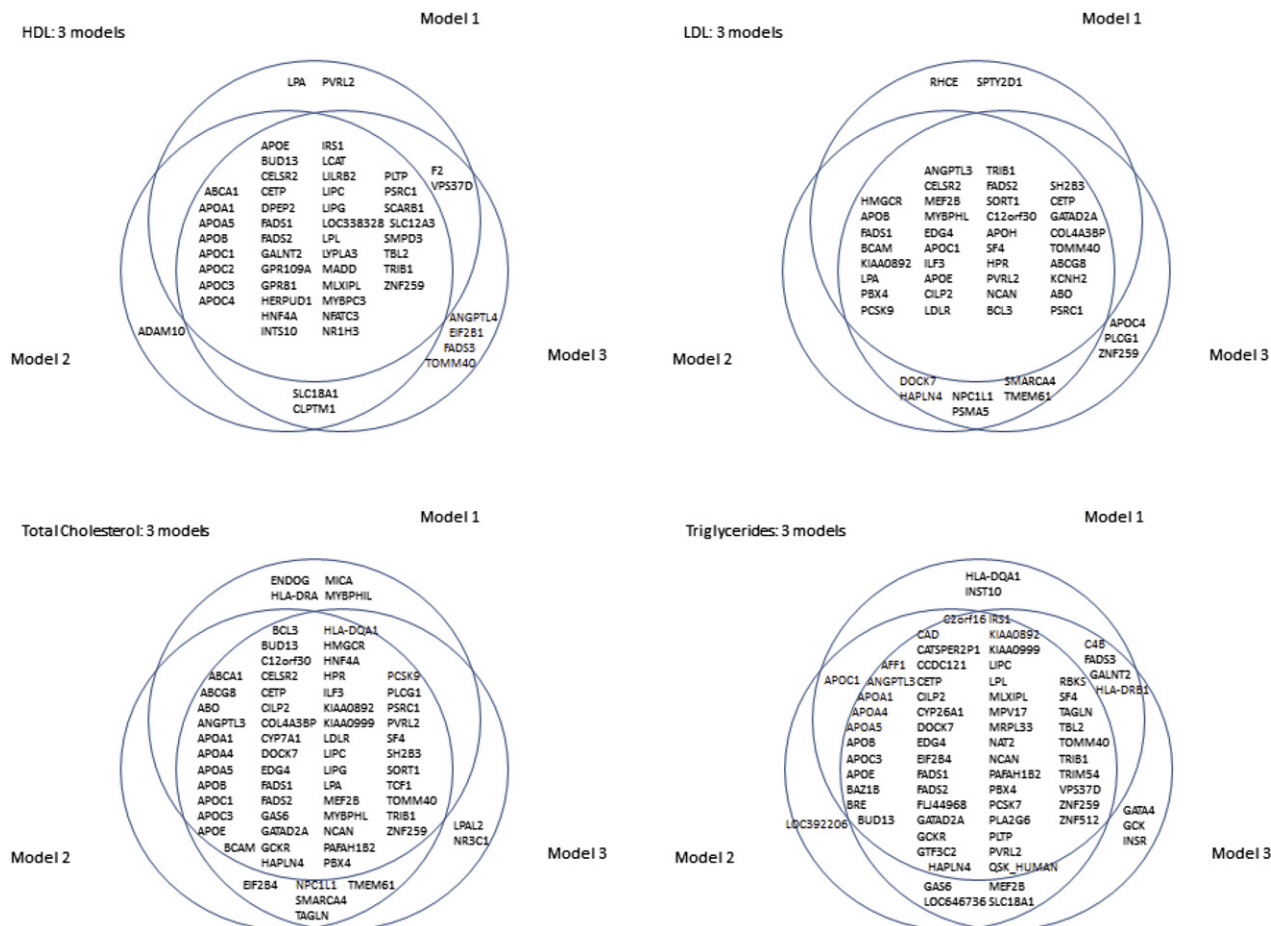 HDL: 3 models
Model 1
LPA PVRL2
APOE IRS1
BUD13 LCAT
F2
CELSR2 LILRB2 PLTP
VPS37D
ABCA1 CETP LIPC PSRC1
APOA1 DPEP2 LIPG SCARB1
APOA5 FADS1 LOC338328 SLC12A3
APOB FADS2 LPL SMPD3
APOC1 GALNT2 LYPLA3 TBL2
APOC2 GPR109A MADD TRIB1
APOC3 GPR81 MLXIPL ZNF259
APOC4 HERPUD1 MYBPC3
HNF4A NFATC3
ANGPTL4
ADAM10 INTS10 NR1H3 EIF2B1
FADS3
Model 2
Model 3
TOMM40
SLC18A1
CLPTM1
LDL: 3 models
Model 1
RHCE SPTY2D1
ANGPTL3 TRIB1
CELSR2 FADS2 SH2B3
HMGCR MEF2B SORT1 CETP
APOB MYBPHL C12orf30 GATAD2A
FADS1 EDG4 APOH COL4A3BP
BCAM APOC1 SF4 TOMM40
KIAA0892 ILF3 HPR ABCG8
LPA APOE PVRL2 KCNH2
PBX4 CILP2 NCAN ABO
PCSK9 LDLR BCL3 PSRC1
APOC4
PLCG1
Model 2
ZNF259
Model 3
DOCK7 SMARCA4
HAPLN4 NPC1L1 TMEM61
PSMA5
Total Cholesterol: 3 models
Model 1
ENDOG MICA
HLA-DRA MYBPHIL
BCL3 HLA-DQA1
BUD13 HMGCR
C12orf30 HNF4A
ABCA1 CELSR2 HPR PCSK9
ABCG8 CETP ILF3 PLCG1
ABO CILP2 KIAA0892 PSRC1
ANGPTL3 COL4A3BP KIAA0999 PVRL2
APOA1 CYP7A1 LDLR SF4
APOA4 DOCK7 LIPC SH2B3
APOA5 EDG4 LIPG SORT1
APOB FADS1 LPA TCF1
APOC1 FADS2 MEF2B TOMM40
APOC3 GAS6 MYBPHL TRIB1
APOE GATAD2A NCAN ZNF259
LPAL2
NR3C1
BCAM GCKR PAFAH1B2
Model 2
Model 3
HAPLN4 PBX4
EIF2B4 NPC1L1 TMEM61
SMARCA4
TAGLN
Triglycerides: 3 models
Model 1
HLA-DQA1
INST10
C2orf16 IRS1
CAD KIAA0892
C4B
CATSPER2P1 KIAA0999
FADS3
AFF1 CCDC121 LIPC
GALNT2
APOC1 ANGPTL3 CETP LPL RBKS
HLA-DRB1
APOA1 CILP2 MLXIPL SF4
APOA4 CYP26A1 MPV17 TAGLN
APOA5 DOCK7 MRPL33 TBL2
APOB EDG4 NAT2 TOMM40
APOC3 EIF2B4 NCAN TRIB1
APOE FADS1 PAFAH1B2 TRIM54
BAZ1B FADS2 PBX4 VPS37D
BRE FLJ44968 PCSK7 ZNF259
GATA4
LOC392206 BUD13 GATAD2A PLA2G6 ZNF512
GCK
GCKR PLTP
INSR
Model 2
GTF3C2 PVRL2
Model 3
HAPLN4 QSK_HUMAN
GAS6 MEF2B
LOC646736 SLC18A1